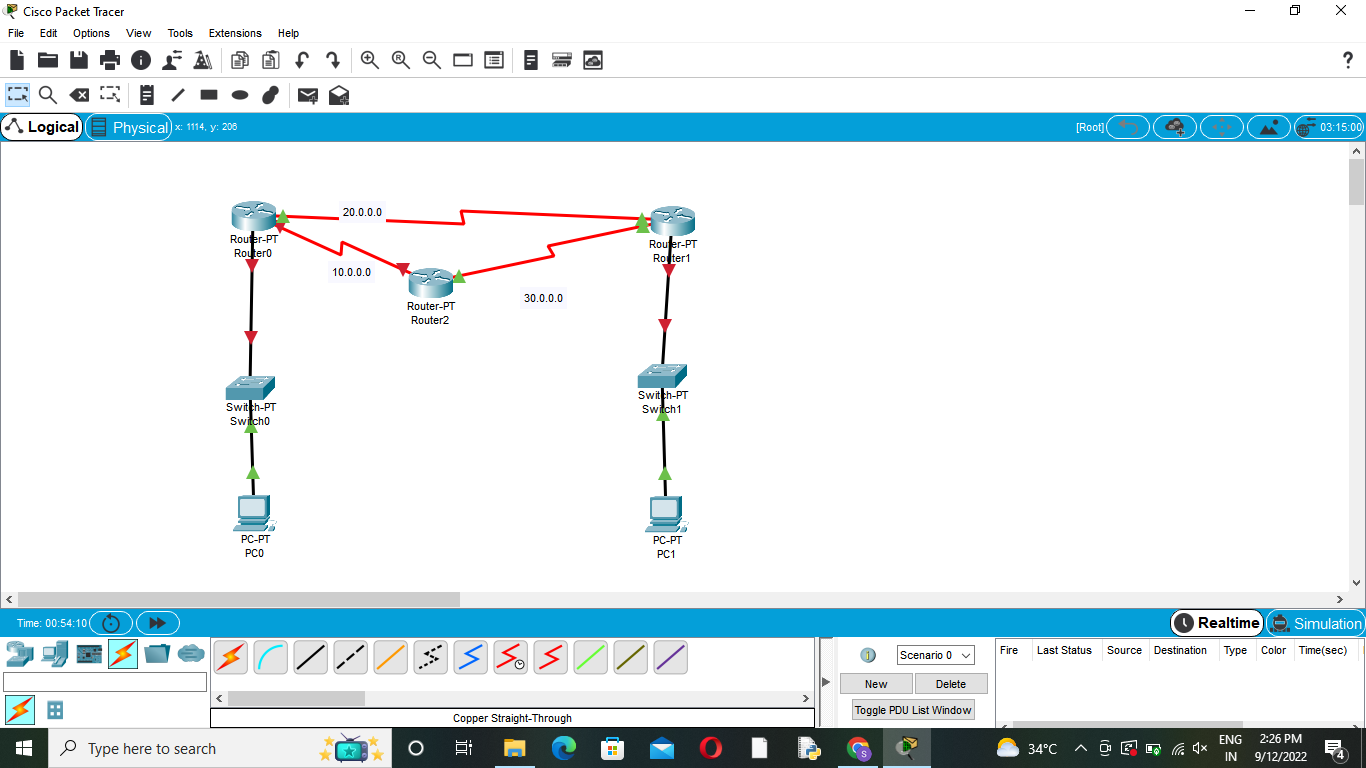 Cisco Packet Tracer
File Edit Options View Tools Extensions Help
?
Logical Physical x: 1114, y: 206 [Root] 03:15:00
20.0.0.0
Router-PT
Router0
Router-PT
Router1
10.0.0.0
30.0.0.0
Router-PT
Router2
Switch-PT
Switch0
Switch-PT
Switch1
PC-PT
PC0
PC-PT
PC1
Time: 00:54:10 Realtime Simulation
Scenario 0
New Delete
Toggle PDU List Window
Fire Last Status Source Destination Type Color Time(sec)
Copper Straight-Through
Type here to search
34°C
ENG
IN
2:26 PM
9/12/2022
4